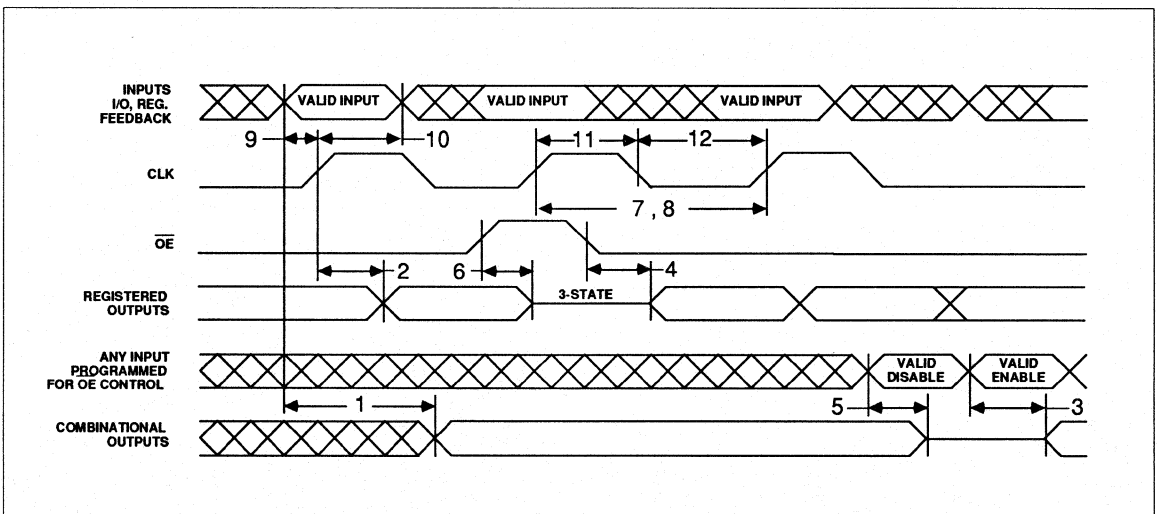 INPUTS
I/O, REG.
FEEDBACK
VALID INPUT
VALID INPUT
VALID INPUT
9
10
11
12
CLK
7 , 8
OE
2
6
4
REGISTERED
OUTPUTS
3-STATE
ANY INPUT
PROGRAMMED
FOR OE CONTROL
VALID
DISABLE
VALID
ENABLE
1
5
3
COMBINATIONAL
OUTPUTS